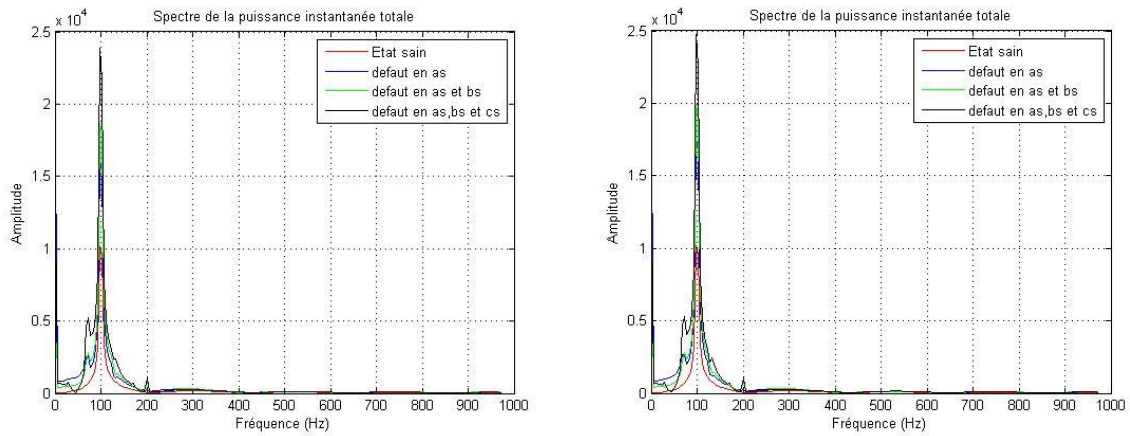 Spectre de la puissance instantanée totale
x 10⁴
2.5
2
1.5
1
0.5
0
Amplitude
Etat sain
defaut en as
defaut en as et bs
defaut en as,bs et cs
0 100 200 300 400 500 600 700 800 900 1000
Fréquence (Hz)
Spectre de la puissance instantanée totale
x 10⁴
2.5
2
1.5
1
0.5
0
Amplitude
Etat sain
defaut en as
defaut en as et bs
defaut en as,bs et cs
0 100 200 300 400 500 600 700 800 900 1000
Fréquence (Hz)